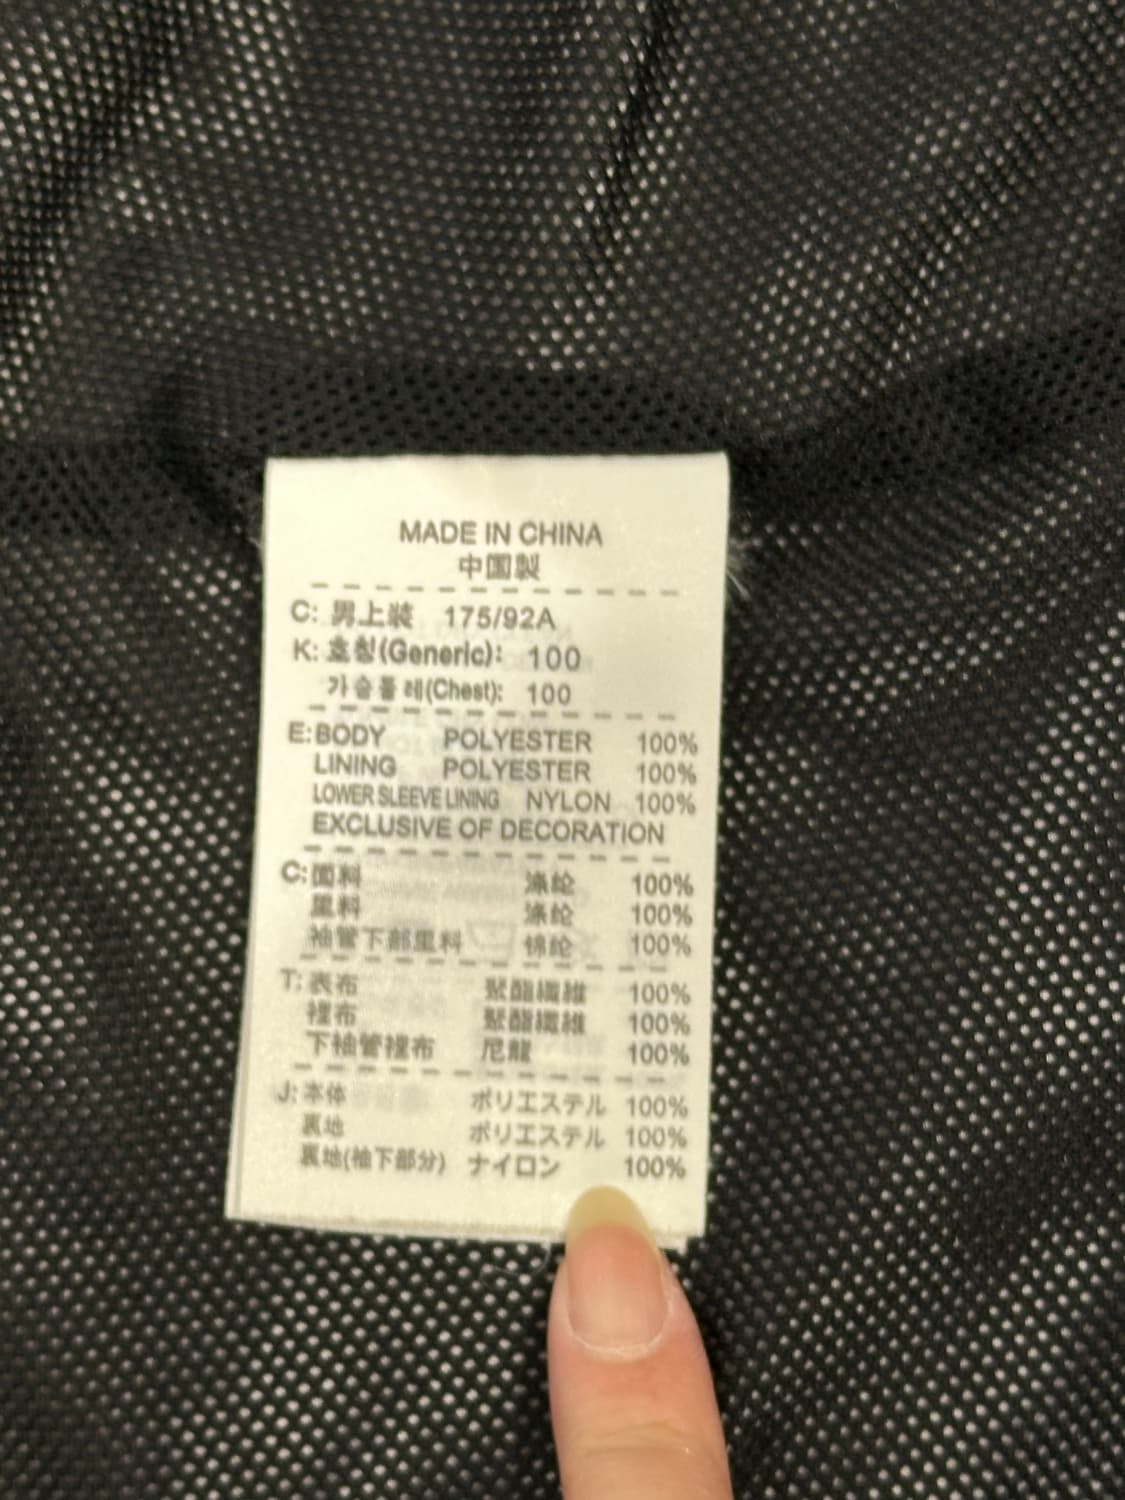 MADE IN CHINA
中国製
C: 男上装 175/92A
K: 호칭(Generic): 100
가슴둘레(Chest): 100
E: BODY POLYESTER 100%
LINING POLYESTER 100%
LOWER SLEEVE LINING NYLON 100%
EXCLUSIVE OF DECORATION
C: 面料 涤纶 100%
里料 涤纶 100%
袖管下部里料 锦纶 100%
T: 表布 聚酯纖維 100%
裡布 聚酯纖維 100%
下袖管裡布 尼龍 100%
J: 本体 ポリエステル 100%
裏地 ポリエステル 100%
裏地(袖下部分) ナイロン 100%